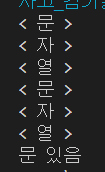 < 문 >
< 자 >
< 열 >
< 문 >
< 자 >
< 열 >
문 있음